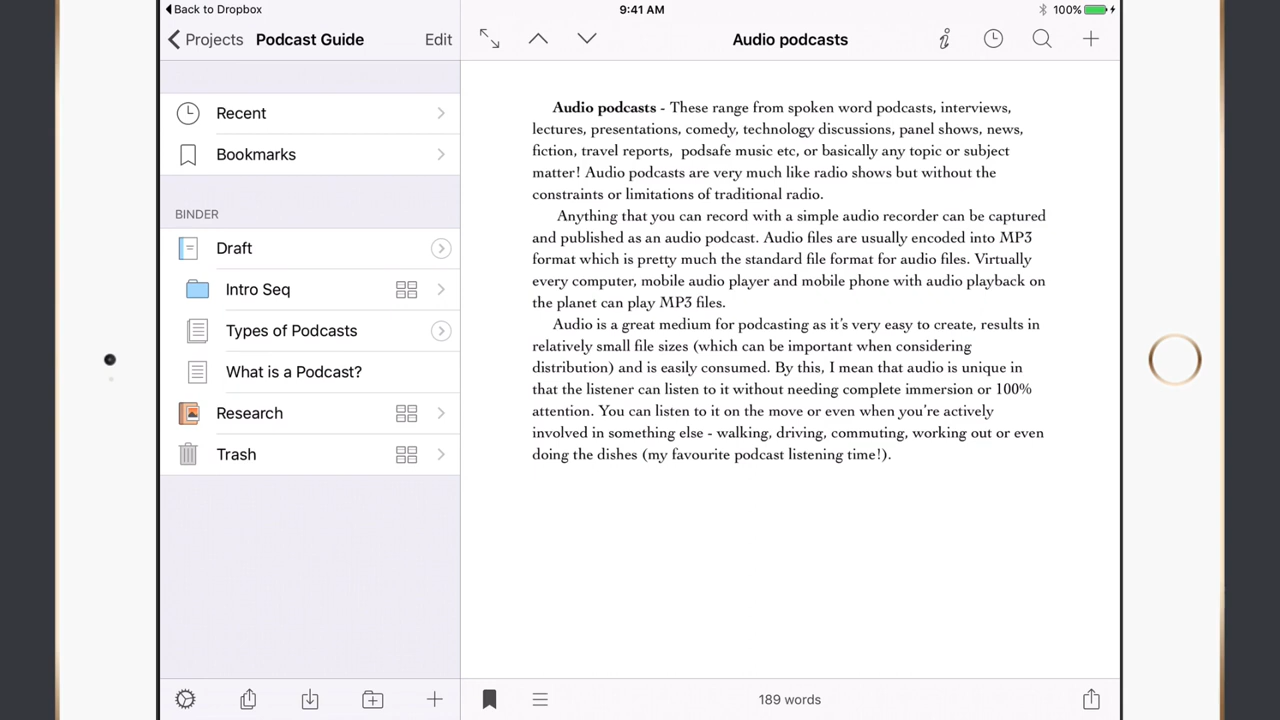 Back to Dropbox
9:41 AM
100%
Projects
Podcast Guide
Edit
Audio podcasts
Recent
Bookmarks
BINDER
Draft
Intro Seq
Types of Podcasts
What is a Podcast?
Research
Trash
Audio podcasts - These range from spoken word podcasts, interviews,
lectures, presentations, comedy, technology discussions, panel shows, news,
fiction, travel reports,  podsafe music etc, or basically any topic or subject
matter! Audio podcasts are very much like radio shows but without the
constraints or limitations of traditional radio.
Anything that you can record with a simple audio recorder can be captured
and published as an audio podcast. Audio files are usually encoded into MP3
format which is pretty much the standard file format for audio files. Virtually
every computer, mobile audio player and mobile phone with audio playback on
the planet can play MP3 files.
Audio is a great medium for podcasting as it’s very easy to create, results in
relatively small file sizes (which can be important when considering
distribution) and is easily consumed. By this, I mean that audio is unique in
that the listener can listen to it without needing complete immersion or 100%
attention. You can listen to it on the move or even when you’re actively
involved in something else - walking, driving, commuting, working out or even
doing the dishes (my favourite podcast listening time!).
189 words